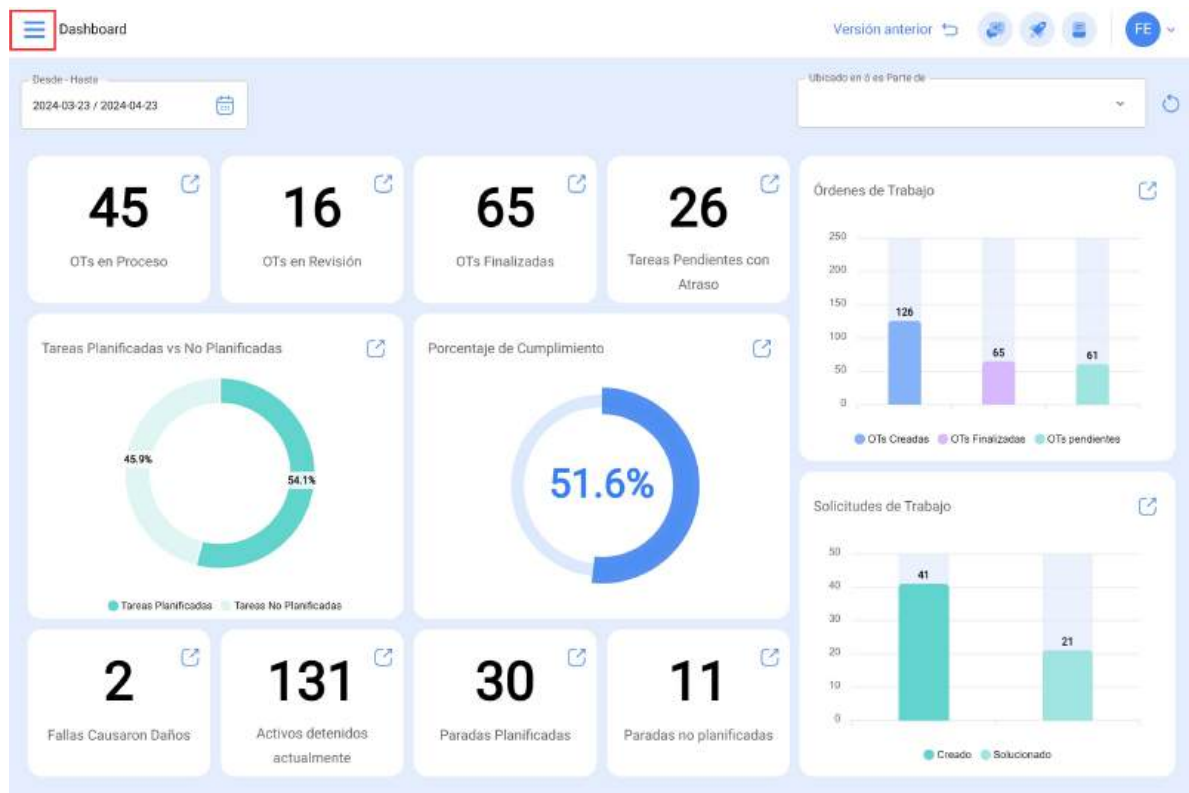 Dashboard
Versión anterior
FE
Desde - Hasta
2024-03-23 / 2024-04-23
Ubicado en ó es Parte de
45
OTs en Proceso
16
OTs en Revisión
65
OTs Finalizadas
26
Tareas Pendientes con
Atraso
Órdenes de Trabajo
250
200
150
100
50
0
126
65
61
OTs Creadas
OTs Finalizadas
OTs pendientes
Tareas Planificadas vs No Planificadas
45.9%
54.1%
Tareas Planificadas
Tareas No Planificadas
Porcentaje de Cumplimiento
51.6%
Solicitudes de Trabajo
50
40
30
20
10
0
41
21
Creado
Solucionado
2
Fallas Causaron Daños
131
Activos detenidos
actualmente
30
Paradas Planificadas
11
Paradas no planificadas